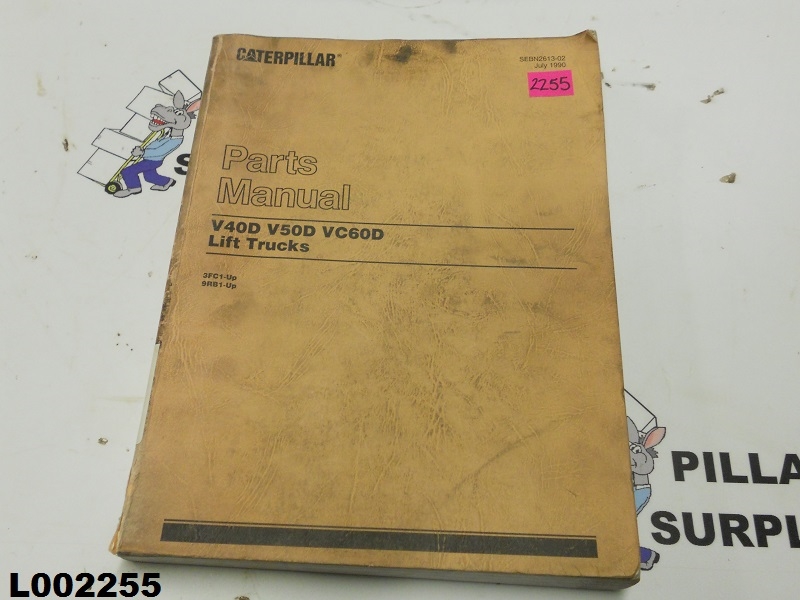 CATERPILLAR®
SEBN2613-02
July 1990
2255
Parts
Manual
V40D V50D VC60D
Lift Trucks
3FC1-Up
9RB1-Up
S
PILLA
SURPL
L002255